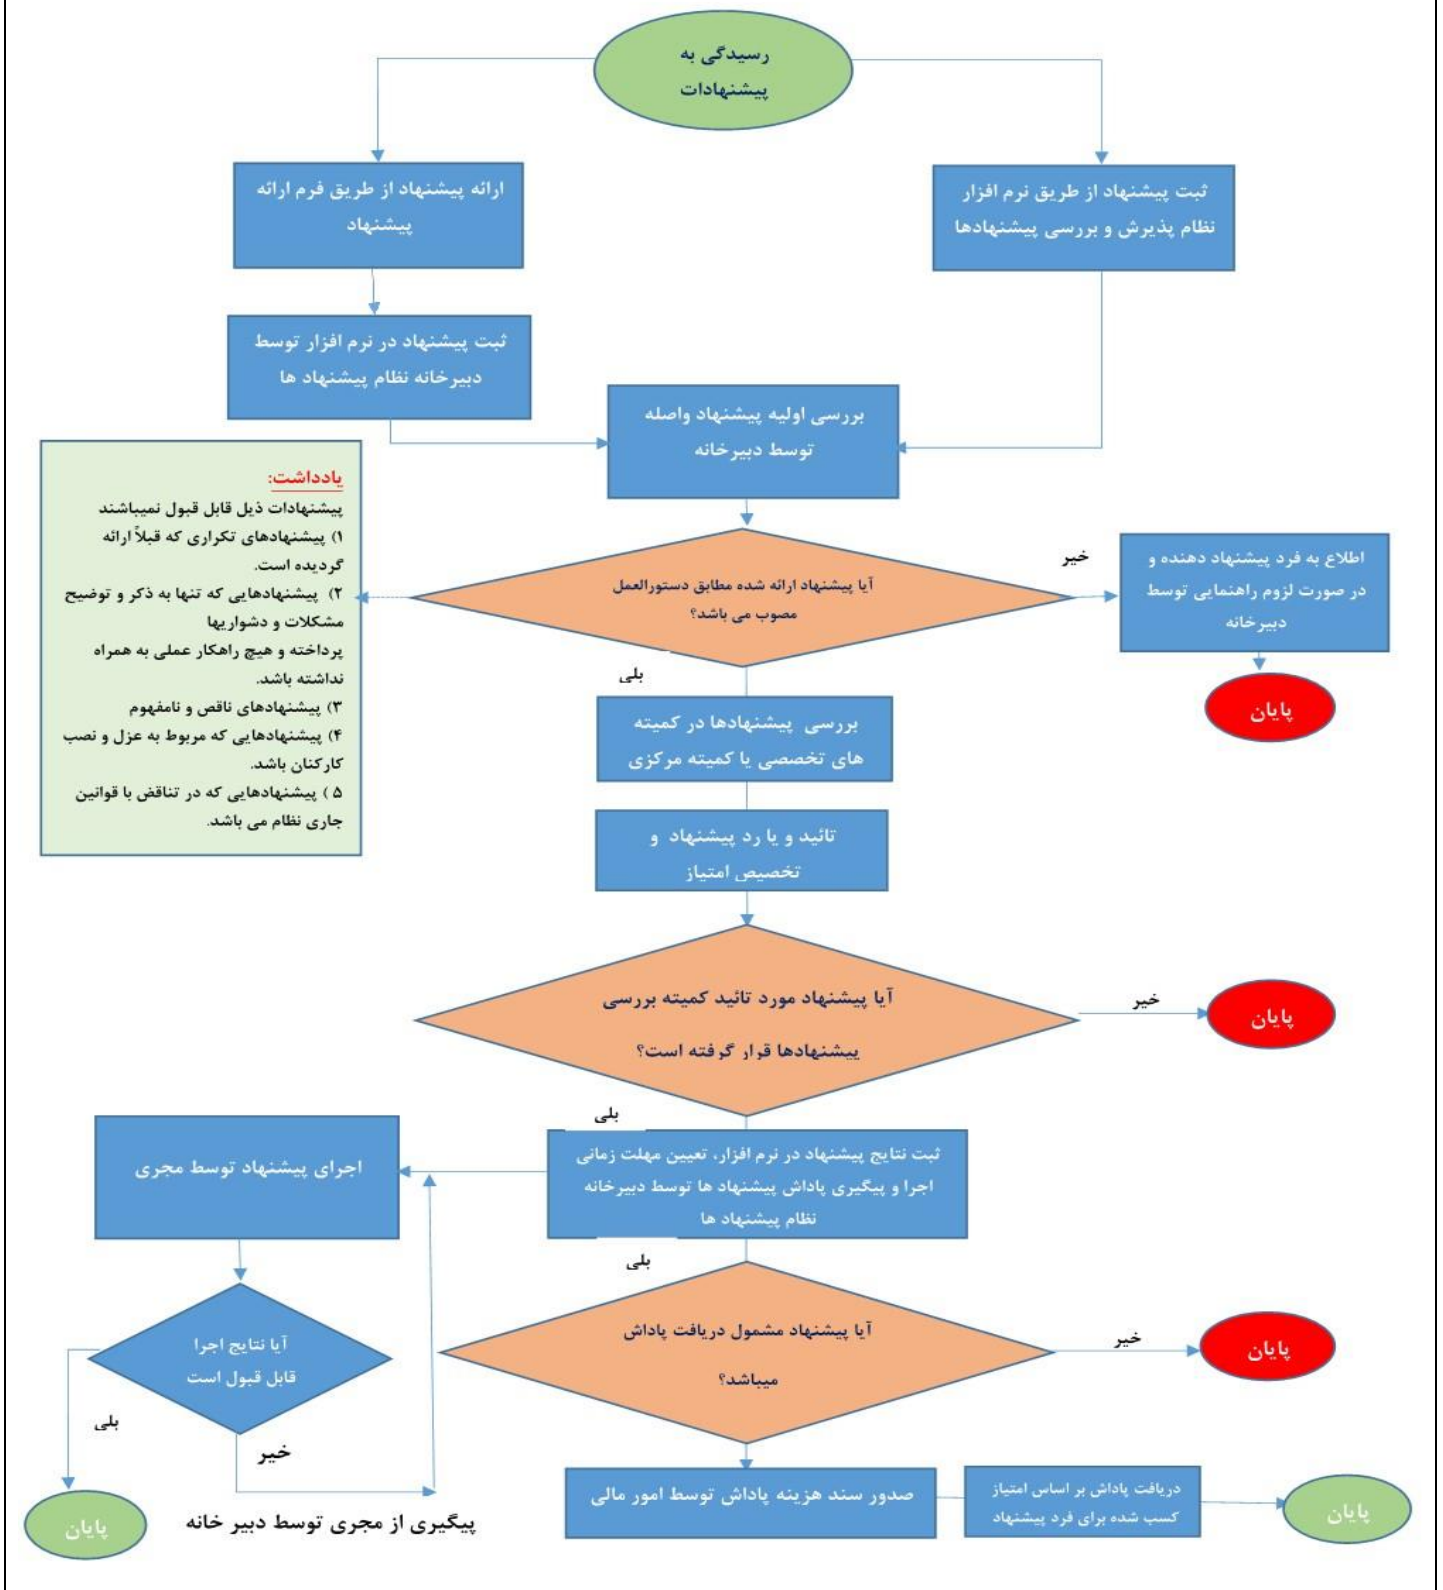 رسیدگی به
پیشنهادات
ثبت پیشنهاد از طریق نرم افزار
نظام پذیرش و بررسی پیشنهادها
ارائه پیشنهاد از طریق فرم ارائه
پیشنهاد
ثبت پیشنهاد در نرم افزار توسط
دبیرخانه نظام پیشنهاد ها
بررسی اولیه پیشنهاد واصله
توسط دبیرخانه
یادداشت:
پیشنهادات ذیل قابل قبول نمیباشند
۱) پیشنهادهای تکراری که قبلاً ارائه
گردیده است.
۲) پیشنهادهایی که تنها به ذکر و توضیح
مشکلات و دشواریها
پرداخته و هیچ راهکار عملی به همراه
نداشته باشد.
۳) پیشنهادهای ناقص و نامفهوم
۴) پیشنهادهایی که مربوط به عزل و نصب
کارکنان باشد.
۵ ) پیشنهادهایی که در تناقض با قوانین
جاری نظام می باشد.
آیا پیشنهاد ارائه شده مطابق دستورالعمل
مصوب می باشد؟
خیر
اطلاع به فرد پیشنهاد دهنده و
در صورت لزوم راهنمایی توسط
دبیرخانه
پایان
بلی
بررسی پیشنهادها در کمیته
های تخصصی یا کمیته مرکزی
تائید و یا رد پیشنهاد و
تخصیص امتیاز
آیا پیشنهاد مورد تائید کمیته بررسی
پیشنهادها قرار گرفته است؟
خیر
پایان
بلی
ثبت نتایج پیشنهاد در نرم افزار، تعیین مهلت زمانی
اجرا و پیگیری پاداش پیشنهاد ها توسط دبیرخانه
نظام پیشنهاد ها
اجرای پیشنهاد توسط مجری
بلی
آیا پیشنهاد مشمول دریافت پاداش
میباشد؟
خیر
پایان
آیا نتایج اجرا
قابل قبول است
بلی
خیر
پایان
پیگیری از مجری توسط دبیر خانه
صدور سند هزینه پاداش توسط امور مالی
دریافت پاداش بر اساس امتیاز
کسب شده برای فرد پیشنهاد
پایان